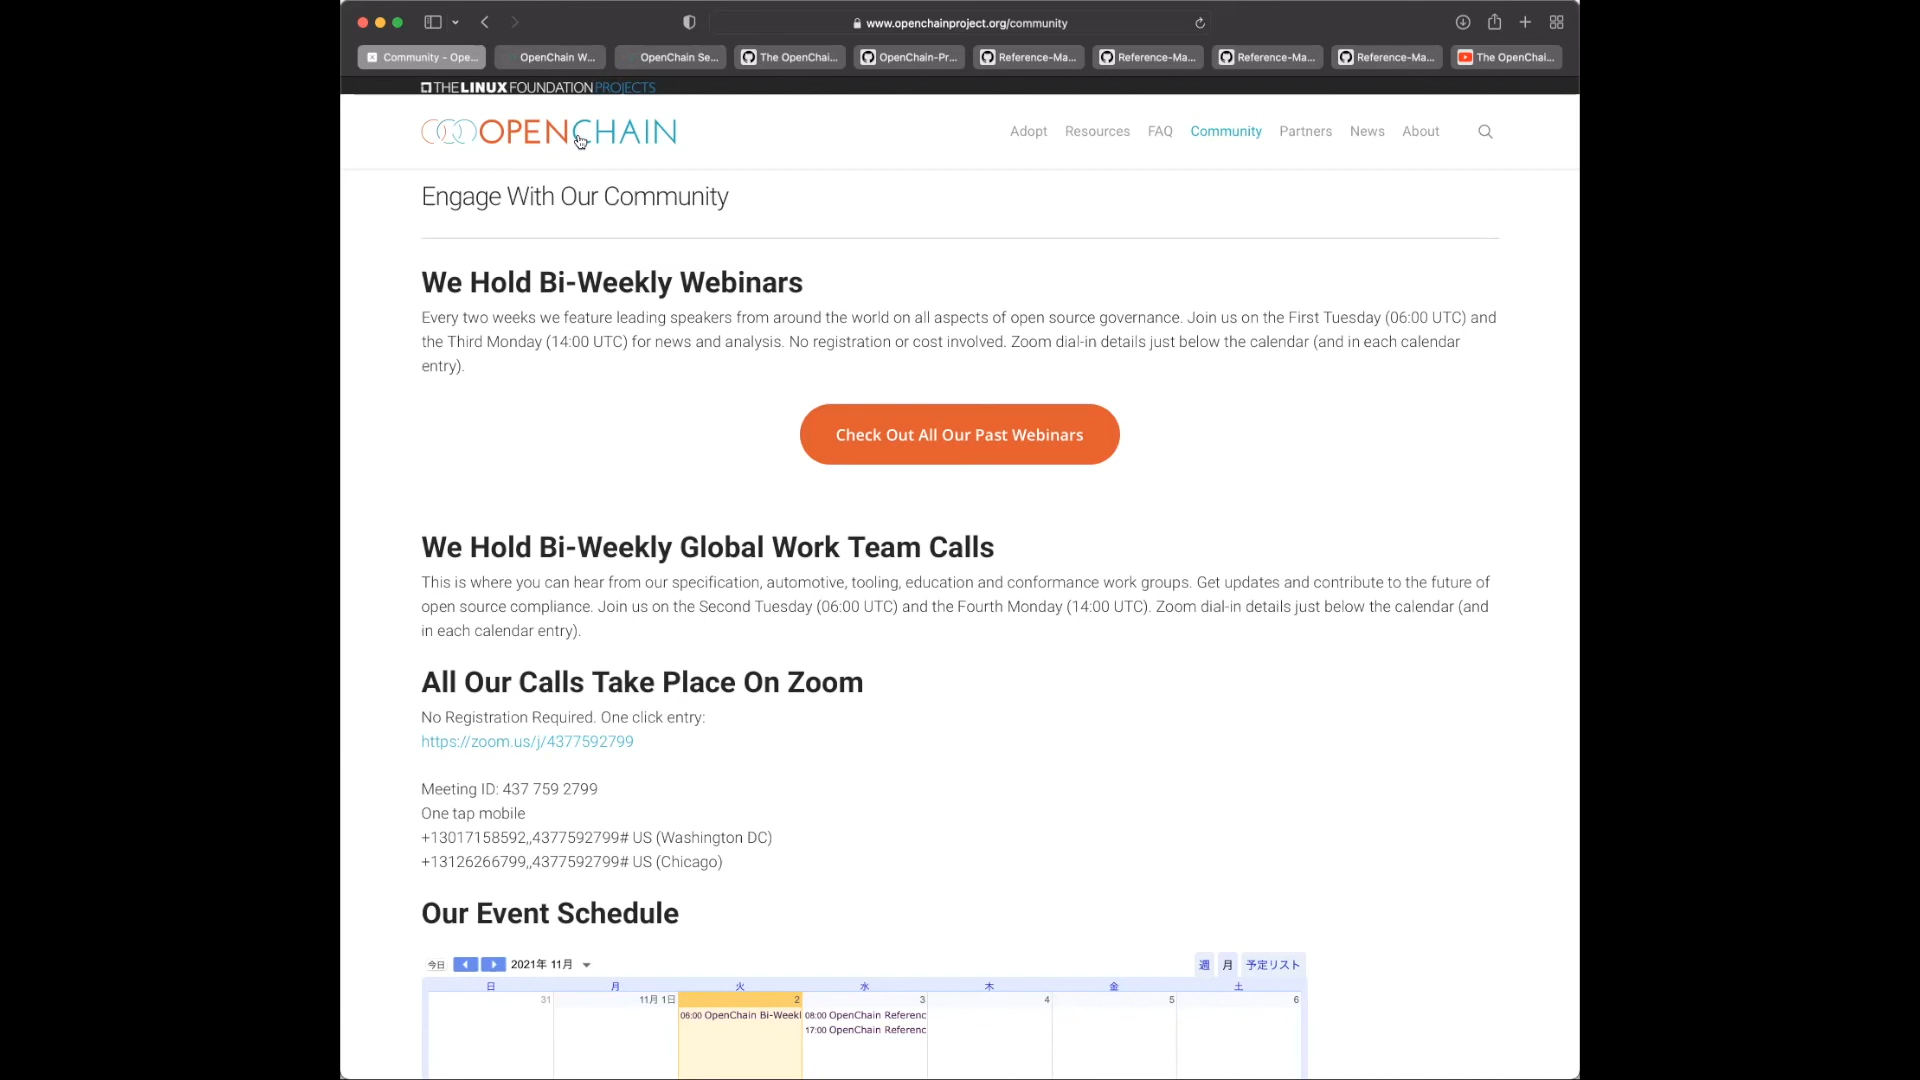 www.openchainproject.org/community
Community - Ope...
OpenChain W...
OpenChain Se...
The OpenChai...
OpenChain-Pr...
Reference-Ma...
Reference-Ma...
Reference-Ma...
Reference-Ma...
The OpenChai...
THE LINUX FOUNDATION PROJECTS
OPENCHAIN
Adopt Resources FAQ Community Partners News About
Engage With Our Community
We Hold Bi-Weekly Webinars
Every two weeks we feature leading speakers from around the world on all aspects of open source governance. Join us on the First Tuesday (06:00 UTC) and
the Third Monday (14:00 UTC) for news and analysis. No registration or cost involved. Zoom dial-in details just below the calendar (and in each calendar
entry).
Check Out All Our Past Webinars
We Hold Bi-Weekly Global Work Team Calls
This is where you can hear from our specification, automotive, tooling, education and conformance work groups. Get updates and contribute to the future of
open source compliance. Join us on the Second Tuesday (06:00 UTC) and the Fourth Monday (14:00 UTC). Zoom dial-in details just below the calendar (and
in each calendar entry).
All Our Calls Take Place On Zoom
No Registration Required. One click entry:
https://zoom.us/j/4377592799
Meeting ID: 437 759 2799
One tap mobile
+13017158592,,4377592799# US (Washington DC)
+13126266799,,4377592799# US (Chicago)
Our Event Schedule
今日 2021年 11月 週 月 予定リスト
日 月 火 水 木 金 土
31 11月 1日 2 3 4 5 6
06:00 OpenChain Bi-Weekl 08:00 OpenChain Referenc
17:00 OpenChain Referenc